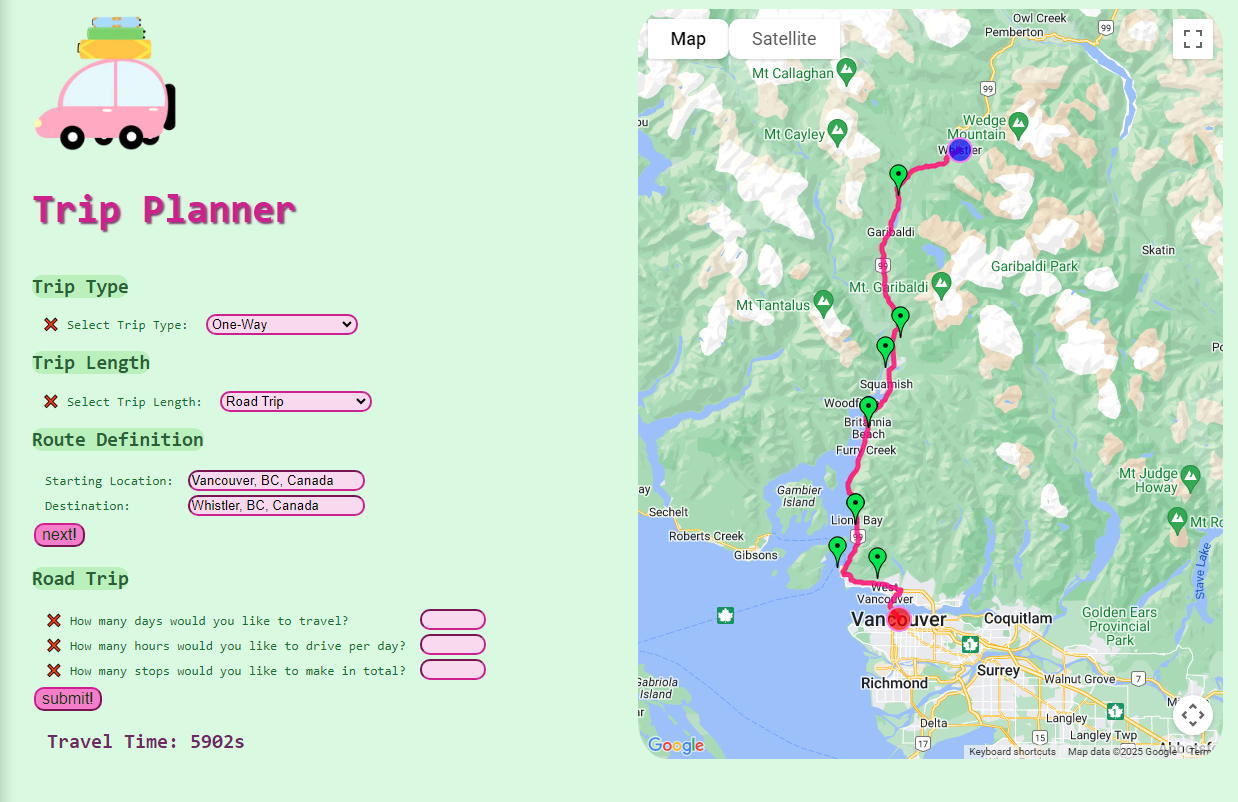 Trip Planner
Trip Type
Select Trip Type: One-Way
Trip Length
Select Trip Length: Road Trip
Route Definition
Starting Location: Vancouver, BC, Canada
Destination: Whistler, BC, Canada
next!
Road Trip
How many days would you like to travel?
How many hours would you like to drive per day?
How many stops would you like to make in total?
submit!
Travel Time: 5902s
Map Satellite
Owl Creek
Pemberton
99
Mt Callaghan
99
Mt Cayley
Wedge
Mountain
Garibaldi
Skatin
99
Garibaldi Park
Mt. Garibaldi
Mt Tantalus
Squamish
Britannia
Beach
Furry Creek
Mt Judge
Howay
Gambier
Island
Sechelt
Lions Bay
99
Roberts Creek
Gibsons
Stave Lake
West
Vancouver
Golden Ears
Provincial
Park
Vancouver
Coquitlam
1
Surrey
Walnut Grove
7
Richmond
Gabriola
Island
1
Delta
Langley
17
15
Langley Twp
Google
Keyboard shortcuts Map data ©2025 Google